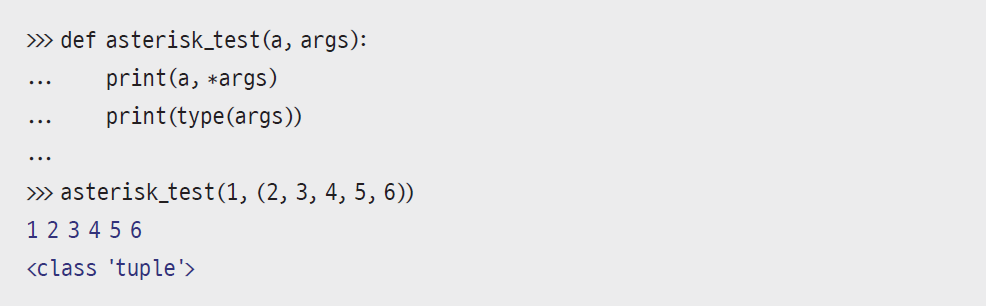 >>> def asterisk_test(a, args):
...     print(a, *args)
...     print(type(args))
...
>>> asterisk_test(1, (2, 3, 4, 5, 6))
1 2 3 4 5 6
<class 'tuple'>